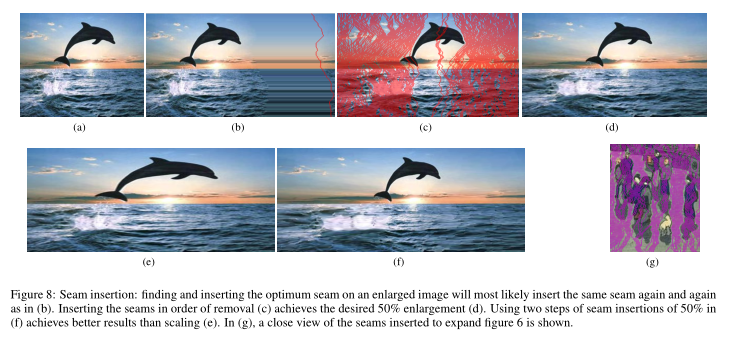 (a)
(b)
(c)
(d)
(e)
(f)
(g)
Figure 8: Seam insertion: finding and inserting the optimum seam on an enlarged image will most likely insert the same seam again and again
as in (b). Inserting the seams in order of removal (c) achieves the desired 50% enlargement (d). Using two steps of seam insertions of 50% in
(f) achieves better results than scaling (e). In (g), a close view of the seams inserted to expand figure 6 is shown.